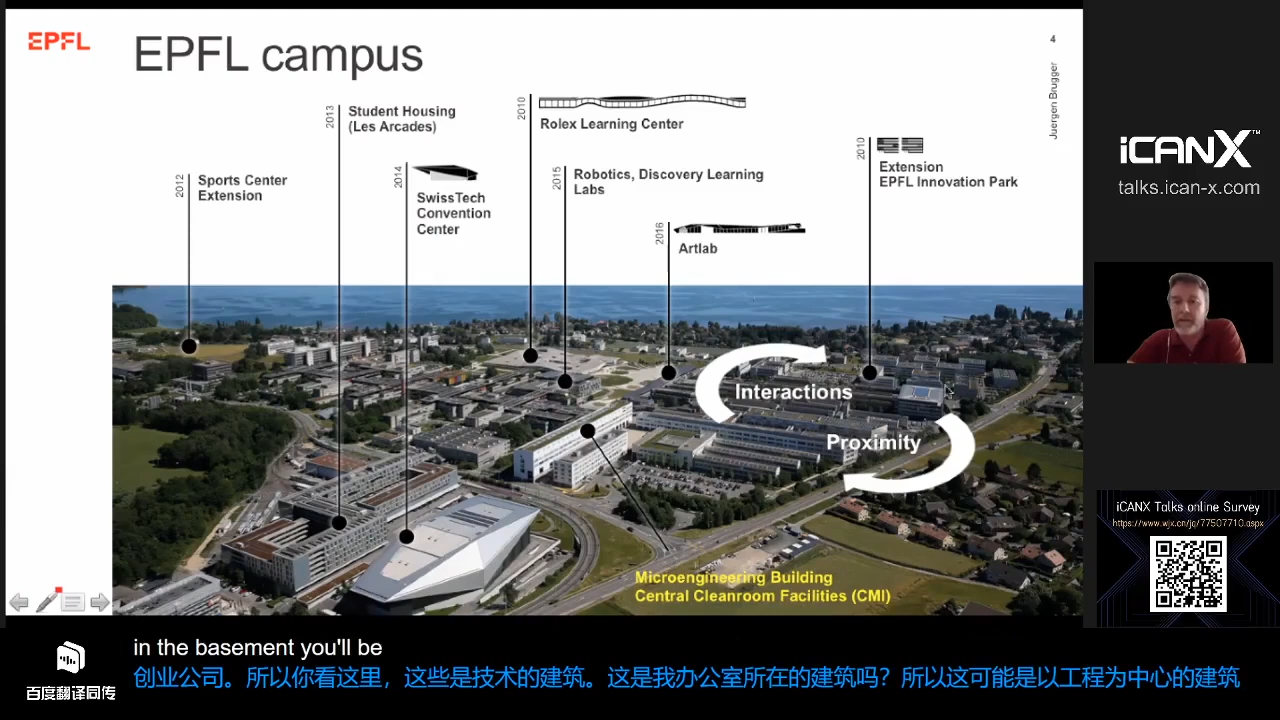 EPFL
EPFL campus
4
Juergen Brugger
2013
Student Housing
(Les Arcades)
2010
Rolex Learning Center
2010
Extension
EPFL Innovation Park
2012
Sports Center
Extension
2014
SwissTech
Convention
Center
2015
Robotics, Discovery Learning
Labs
2016
Artlab
Interactions
Proximity
Microengineering Building
Central Cleanroom Facilities (CMI)
iCANX
talks.ican-x.com
iCANX Talks online Survey
https://www.wjx.cn/jq/77507710.aspx
in the basement you'll be
创业公司。所以你看这里，这些是技术的建筑。这是我办公室所在的建筑吗？所以这可能是以工程为中心的建筑
百度翻译同传